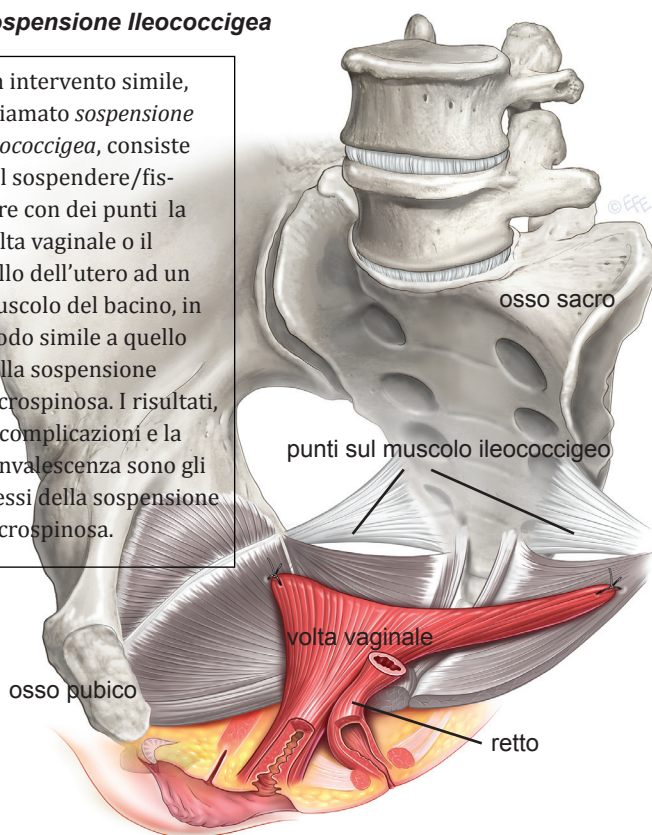 ospensione Ileococcigea
n intervento simile,
iamato sospensione
ococcigea, consiste
l sospendere/fis-
re con dei punti la
lta vaginale o il
llo dell’utero ad un
uscolo del bacino, in
odo simile a quello
lla sospensione
crospinosa. I risultati,
complicazioni e la
nvalescenza sono gli
essi della sospensione
crospinosa.
©EFE
osso sacro
punti sul muscolo ileococcigeo
volta vaginale
osso pubico
retto